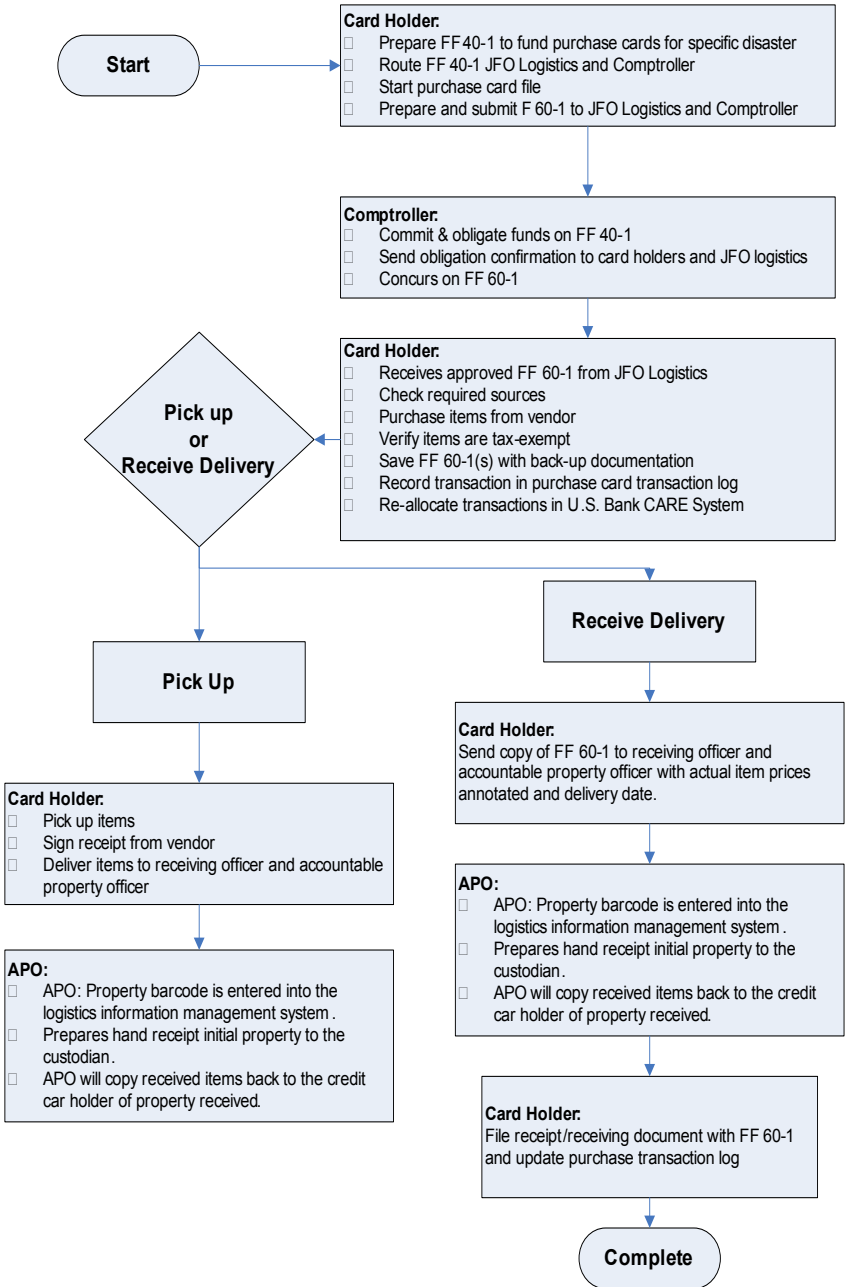 Start
Card Holder:
Prepare FF 40-1 to fund purchase cards for specific disaster
Route FF 40-1 JFO Logistics and Comptroller
Start purchase card file
Prepare and submit F 60-1 to JFO Logistics and Comptroller
Comptroller:
Commit & obligate funds on FF 40-1
Send obligation confirmation to card holders and JFO logistics
Concurs on FF 60-1
Card Holder:
Receives approved FF 60-1 from JFO Logistics
Check required sources
Purchase items from vendor
Verify items are tax-exempt
Save FF 60-1(s) with back-up documentation
Record transaction in purchase card transaction log
Re-allocate transactions in U.S. Bank CARE System
Pick up
or
Receive Delivery
Pick Up
Card Holder:
Pick up items
Sign receipt from vendor
Deliver items to receiving officer and accountable
property officer
APO:
APO: Property barcode is entered into the
logistics information management system .
Prepares hand receipt initial property to the
custodian .
APO will copy received items back to the credit
car holder of property received.
Receive Delivery
Card Holder:
Send copy of FF 60-1 to receiving officer and
accountable property officer with actual item prices
annotated and delivery date.
APO:
APO: Property barcode is entered into the
logistics information management system .
Prepares hand receipt initial property to the
custodian .
APO will copy received items back to the credit
car holder of property received.
Card Holder:
File receipt/receiving document with FF 60-1
and update purchase transaction log
Complete